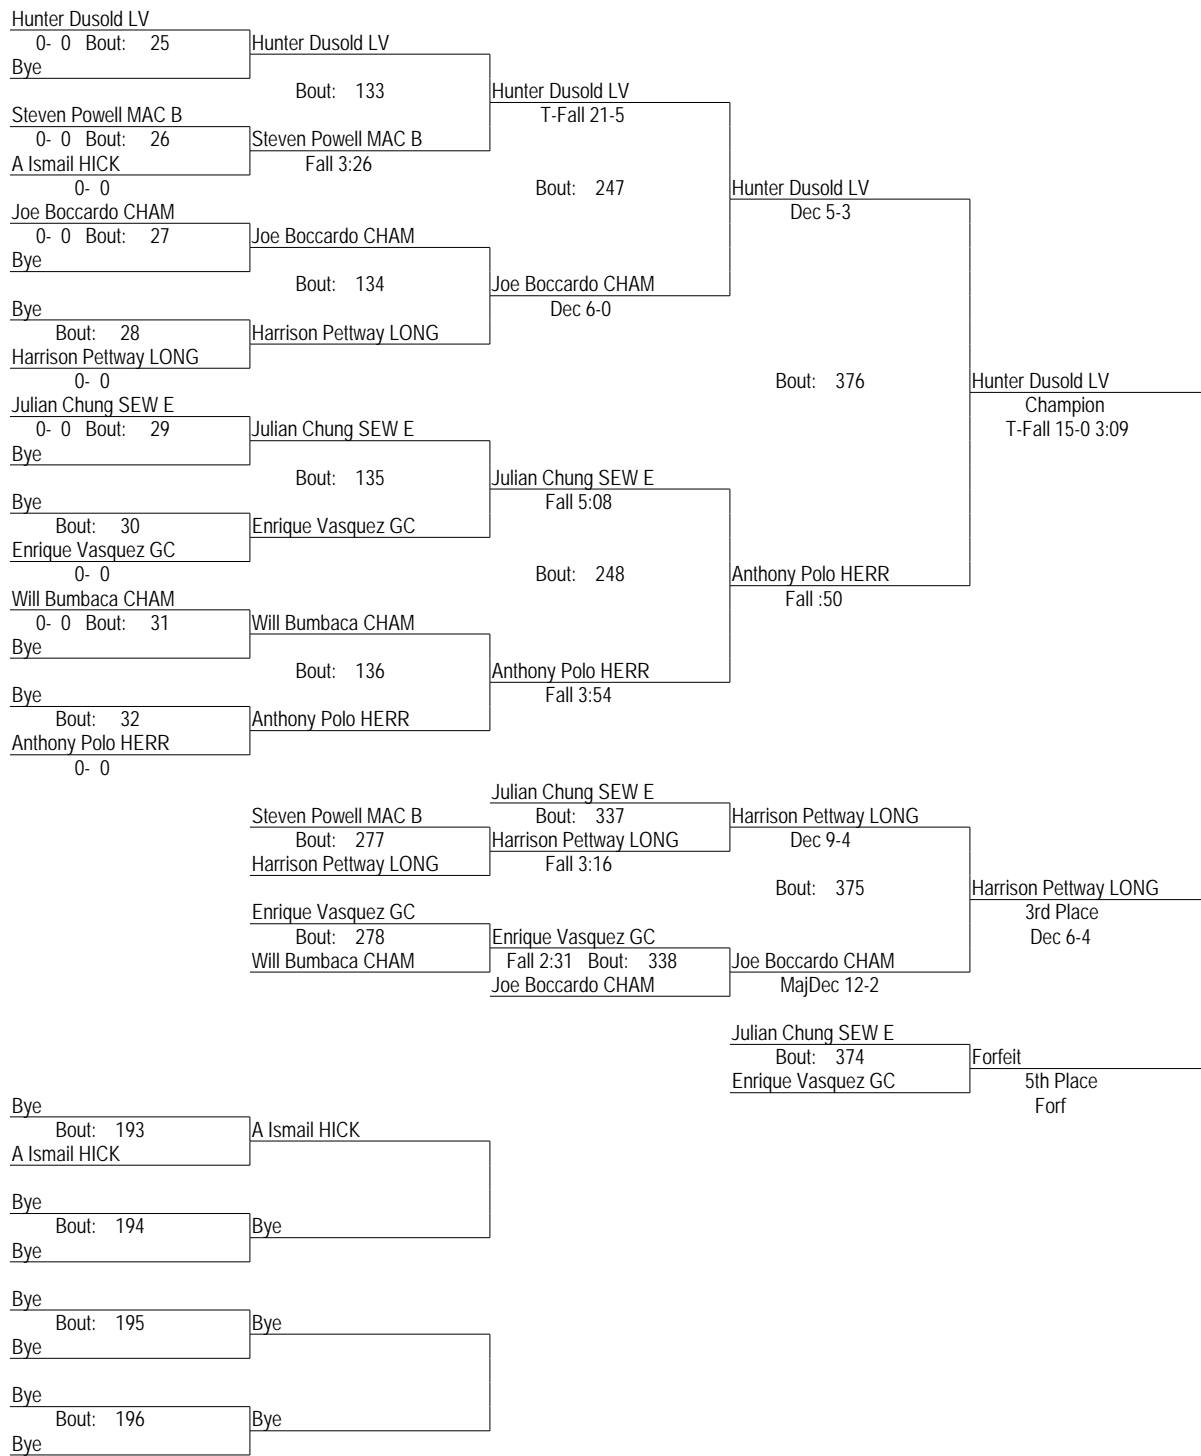 Hunter Dusold LV
0- 0 Bout: 25
Hunter Dusold LV
Bye
Bout: 133
Hunter Dusold LV
Steven Powell MAC B
T-Fall 21-5
0- 0 Bout: 26
Steven Powell MAC B
A Ismail HICK
Fall 3:26
0- 0
Bout: 247
Hunter Dusold LV
Joe Boccardo CHAM
Dec 5-3
0- 0 Bout: 27
Joe Boccardo CHAM
Bye
Bout: 134
Joe Boccardo CHAM
Bye
Dec 6-0
Bout: 28
Harrison Pettway LONG
Harrison Pettway LONG
0- 0
Bout: 376
Hunter Dusold LV
Julian Chung SEW E
Champion
0- 0 Bout: 29
Julian Chung SEW E
T-Fall 15-0 3:09
Bye
Bout: 135
Julian Chung SEW E
Bye
Fall 5:08
Bout: 30
Enrique Vasquez GC
Enrique Vasquez GC
0- 0
Bout: 248
Anthony Polo HERR
Will Bumbaca CHAM
Fall :50
0- 0 Bout: 31
Will Bumbaca CHAM
Bye
Bout: 136
Anthony Polo HERR
Bye
Fall 3:54
Bout: 32
Anthony Polo HERR
Anthony Polo HERR
0- 0
Julian Chung SEW E
Steven Powell MAC B
Bout: 337
Harrison Pettway LONG
Bout: 277
Harrison Pettway LONG
Dec 9-4
Harrison Pettway LONG
Fall 3:16
Bout: 375
Harrison Pettway LONG
Enrique Vasquez GC
3rd Place
Bout: 278
Enrique Vasquez GC
Dec 6-4
Will Bumbaca CHAM
Fall 2:31 Bout: 338
Joe Boccardo CHAM
Joe Boccardo CHAM
MajDec 12-2
Julian Chung SEW E
Bout: 374
Forfeit
Enrique Vasquez GC
5th Place
Forf
Bye
Bout: 193
A Ismail HICK
A Ismail HICK
Bye
Bout: 194
Bye
Bye
Bye
Bout: 195
Bye
Bye
Bye
Bout: 196
Bye
Bye